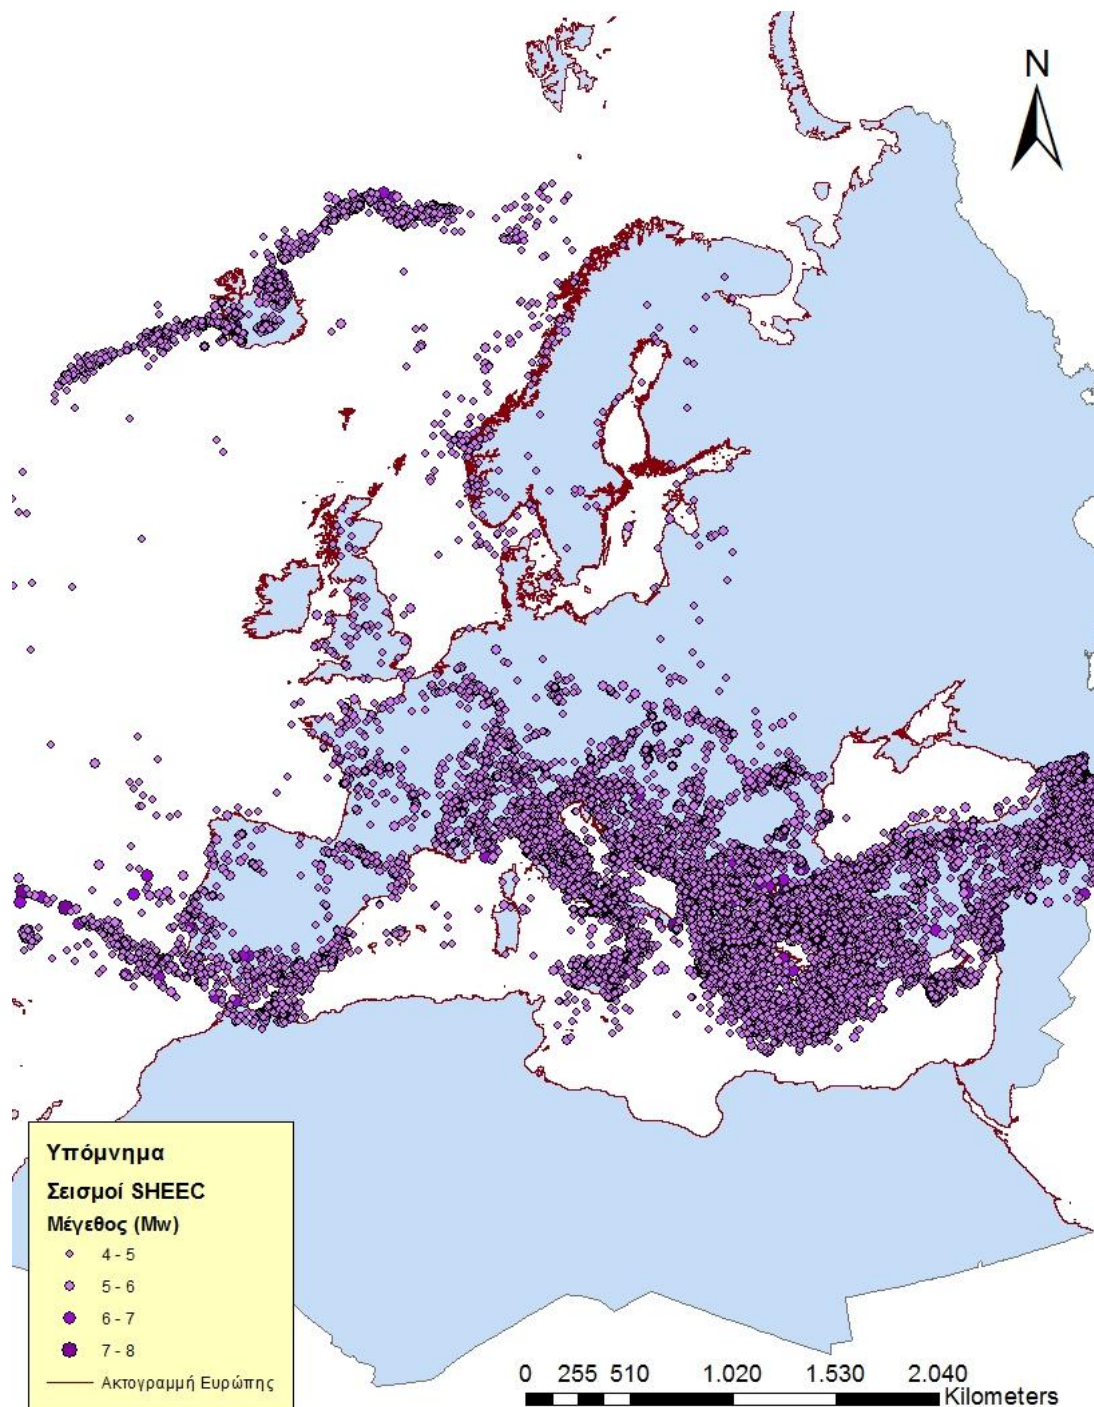 N
Υπόμνημα
Σεισμοί SHEEC
Μέγεθος (Mw)
4 - 5
5 - 6
6 - 7
7 - 8
Ακτογραμμή Ευρώπης
0 255 510 1.020 1.530 2.040
Kilometers